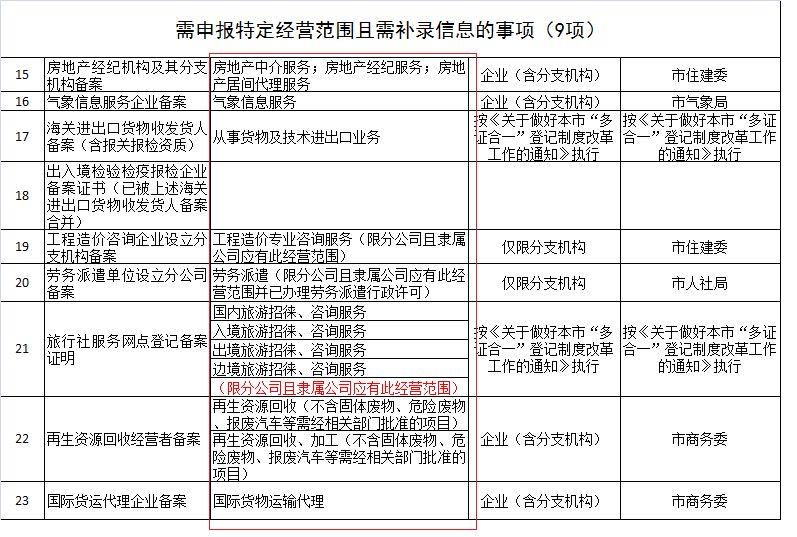 需申报特定经营范围且需补录信息的事项（9项）
15
房地产经纪机构及其分支
机构备案
房地产中介服务；房地产经纪服务；房地
产居间代理服务
企业（含分支机构）
市住建委
16
气象信息服务企业备案
气象信息服务
企业（含分支机构）
市气象局
17
海关进出口货物收发货人
备案（含报关报检资质）
从事货物及技术进出口业务
按《关于做好本市“多
证合一”登记制度改革
工作的通知》执行
按《关于做好本市“多证
合一”登记制度改革工作
的通知》执行
18
出入境检验检疫报检企业
备案证书（已被上述海关
进出口货物收发货人备案
合并）
19
工程造价咨询企业设立分
支机构备案
工程造价专业咨询服务（限分公司且隶属
公司应有此经营范围）
仅限分支机构
市住建委
20
劳务派遣单位设立分公司
备案
劳务派遣（限分公司且隶属公司应有此经
营范围并已办理劳务派遣行政许可）
仅限分支机构
市人社局
21
旅行社服务网点登记备案
证明
国内旅游招徕、咨询服务
入境旅游招徕、咨询服务
出境旅游招徕、咨询服务
边境旅游招徕、咨询服务
（限分公司且隶属公司应有此经营范围）
按《关于做好本市“多
证合一”登记制度改革
工作的通知》执行
按《关于做好本市“多证
合一”登记制度改革工作
的通知》执行
22
再生资源回收经营者备案
再生资源回收（不含固体废物、危险废物
、报废汽车等需经相关部门批准的项目）
再生资源回收、加工（不含固体废物、危
险废物、报废汽车等需经相关部门批准的
项目）
企业（含分支机构）
市商务委
23
国际货运代理企业备案
国际货物运输代理
企业（含分支机构）
市商务委